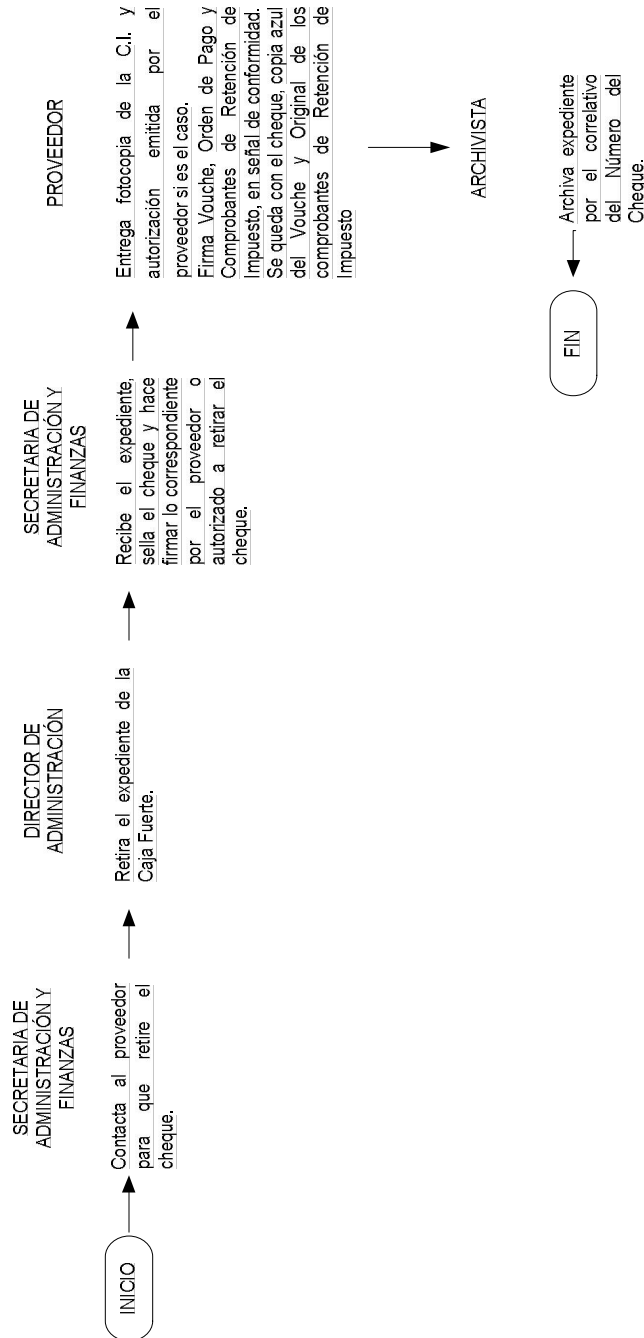 INICIO
SECRETARIA DE
ADMINISTRACIÓN Y
FINANZAS
Contacta al proveedor
para que retire el
cheque.
DIRECTOR DE
ADMINISTRACIÓN
Retira el expediente de la
Caja Fuerte.
SECRETARIA DE
ADMINISTRACIÓN Y
FINANZAS
Recibe el expediente,
sella el cheque y hace
firmar lo correspondiente
por el proveedor o
autorizado a retirar el
cheque.
PROVEEDOR
Entrega fotocopia de la C.I. y
autorización emitida por el
proveedor si es el caso.
Firma Vouche, Orden de Pago y
Comprobantes de Retención de
Impuesto, en señal de conformidad.
Se queda con el cheque, copia azul
del Vouche y Original de los
comprobantes de Retención de
Impuesto
ARCHIVISTA
Archiva expediente
por el correlativo
del Número del
Cheque.
FIN